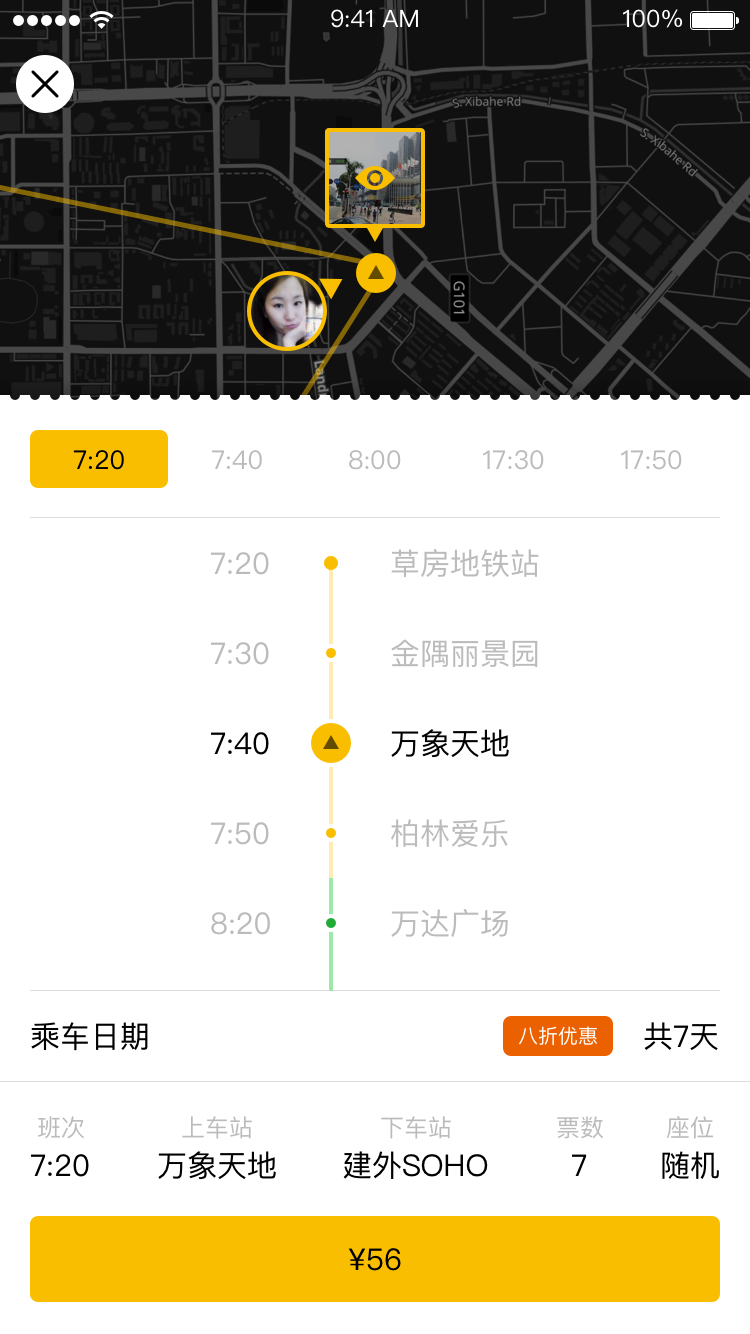 9:41 AM 100%
S. Xibahe Rd
S. Xibahe Rd
G101
Land
7:20 7:40 8:00 17:30 17:50
7:20 草房地铁站
7:30 金隅丽景园
7:40 万象天地
7:50 柏林爱乐
8:20 万达广场
乘车日期 八折优惠 共7天
班次 上车站 下车站 票数 座位
7:20 万象天地 建外SOHO 7 随机
¥56